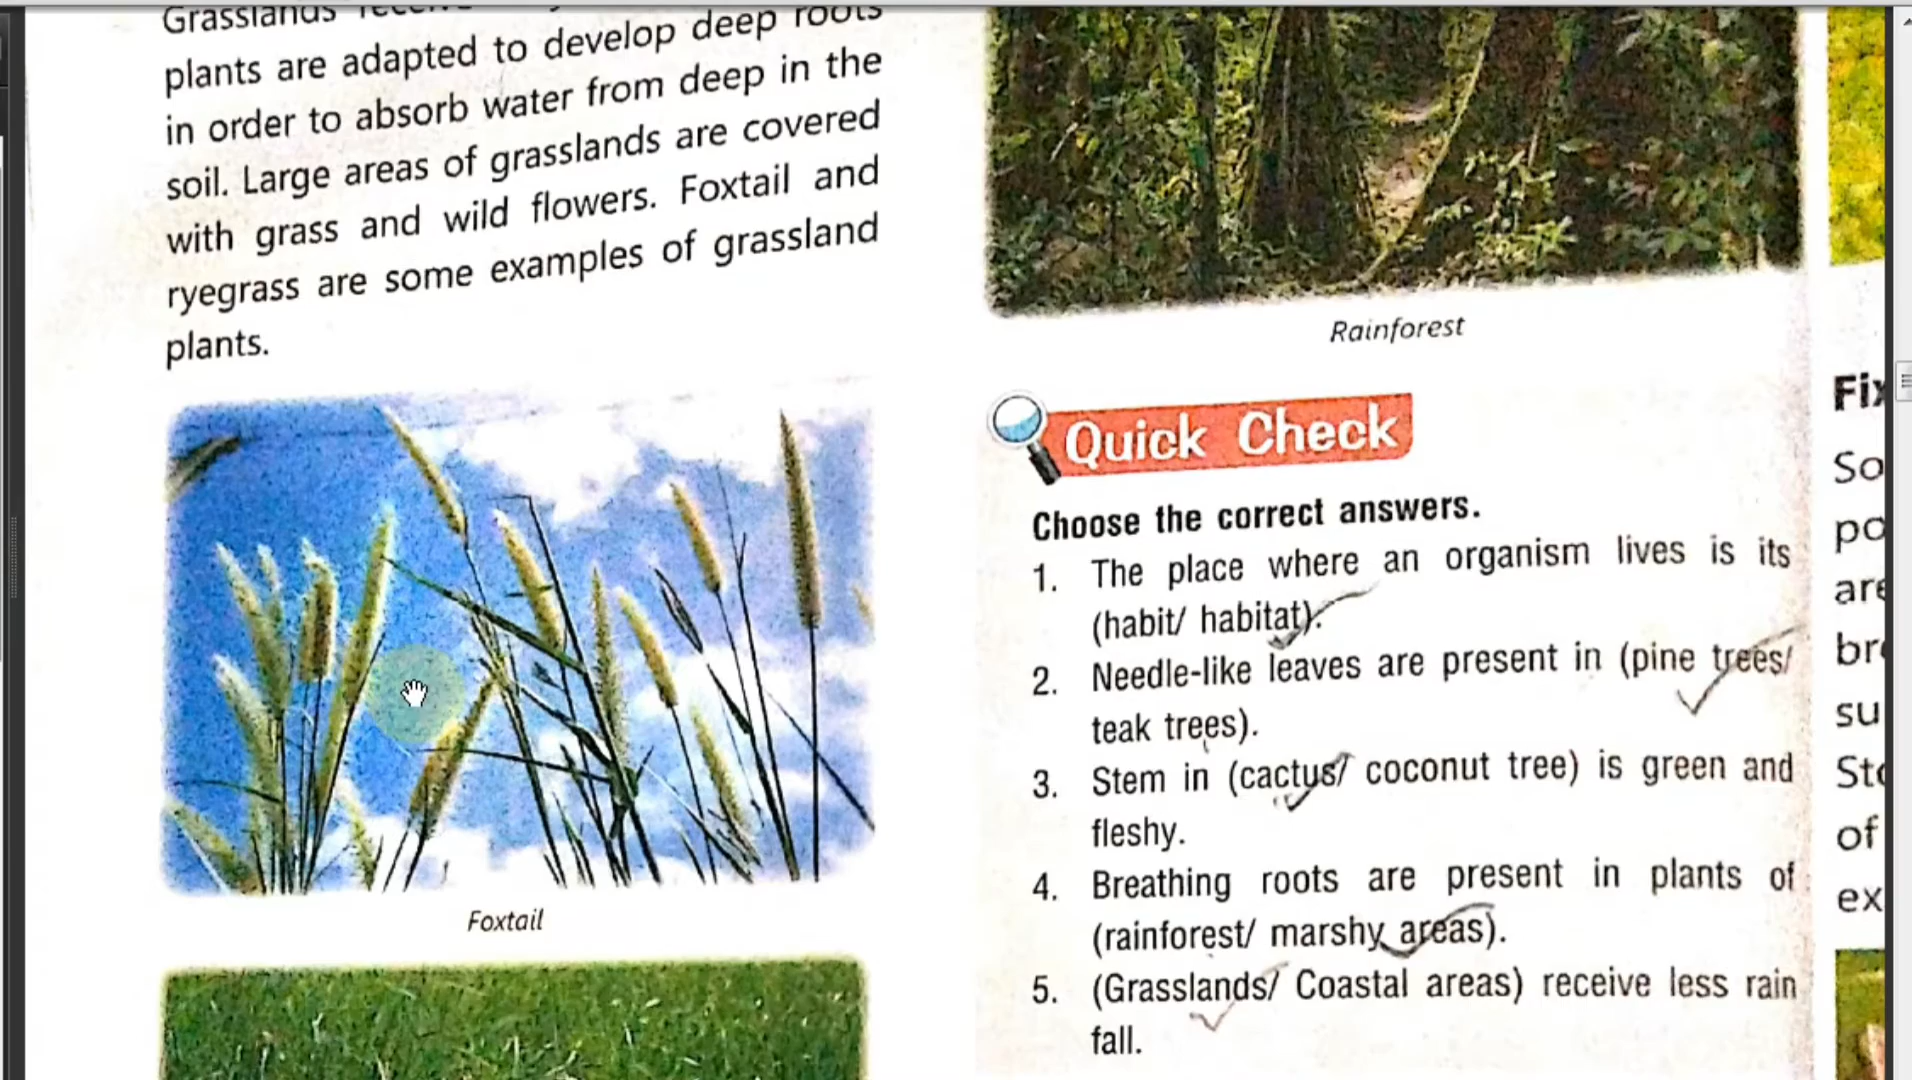 Grasslands
plants are adapted to develop deep roots
in order to absorb water from deep in the
soil. Large areas of grasslands are covered
with grass and wild flowers. Foxtail and
ryegrass are some examples of grassland
plants.
Foxtail
Rainforest
Quick Check
Choose the correct answers.
1. The place where an organism lives is its
(habit/ habitat).
2. Needle-like leaves are present in (pine trees/
teak trees).
3. Stem in (cactus/ coconut tree) is green and
fleshy.
4. Breathing roots are present in plants of
(rainforest/ marshy areas).
5. (Grasslands/ Coastal areas) receive less rain
fall.
Fix
So
po
are
bro
su
Sto
of
ex